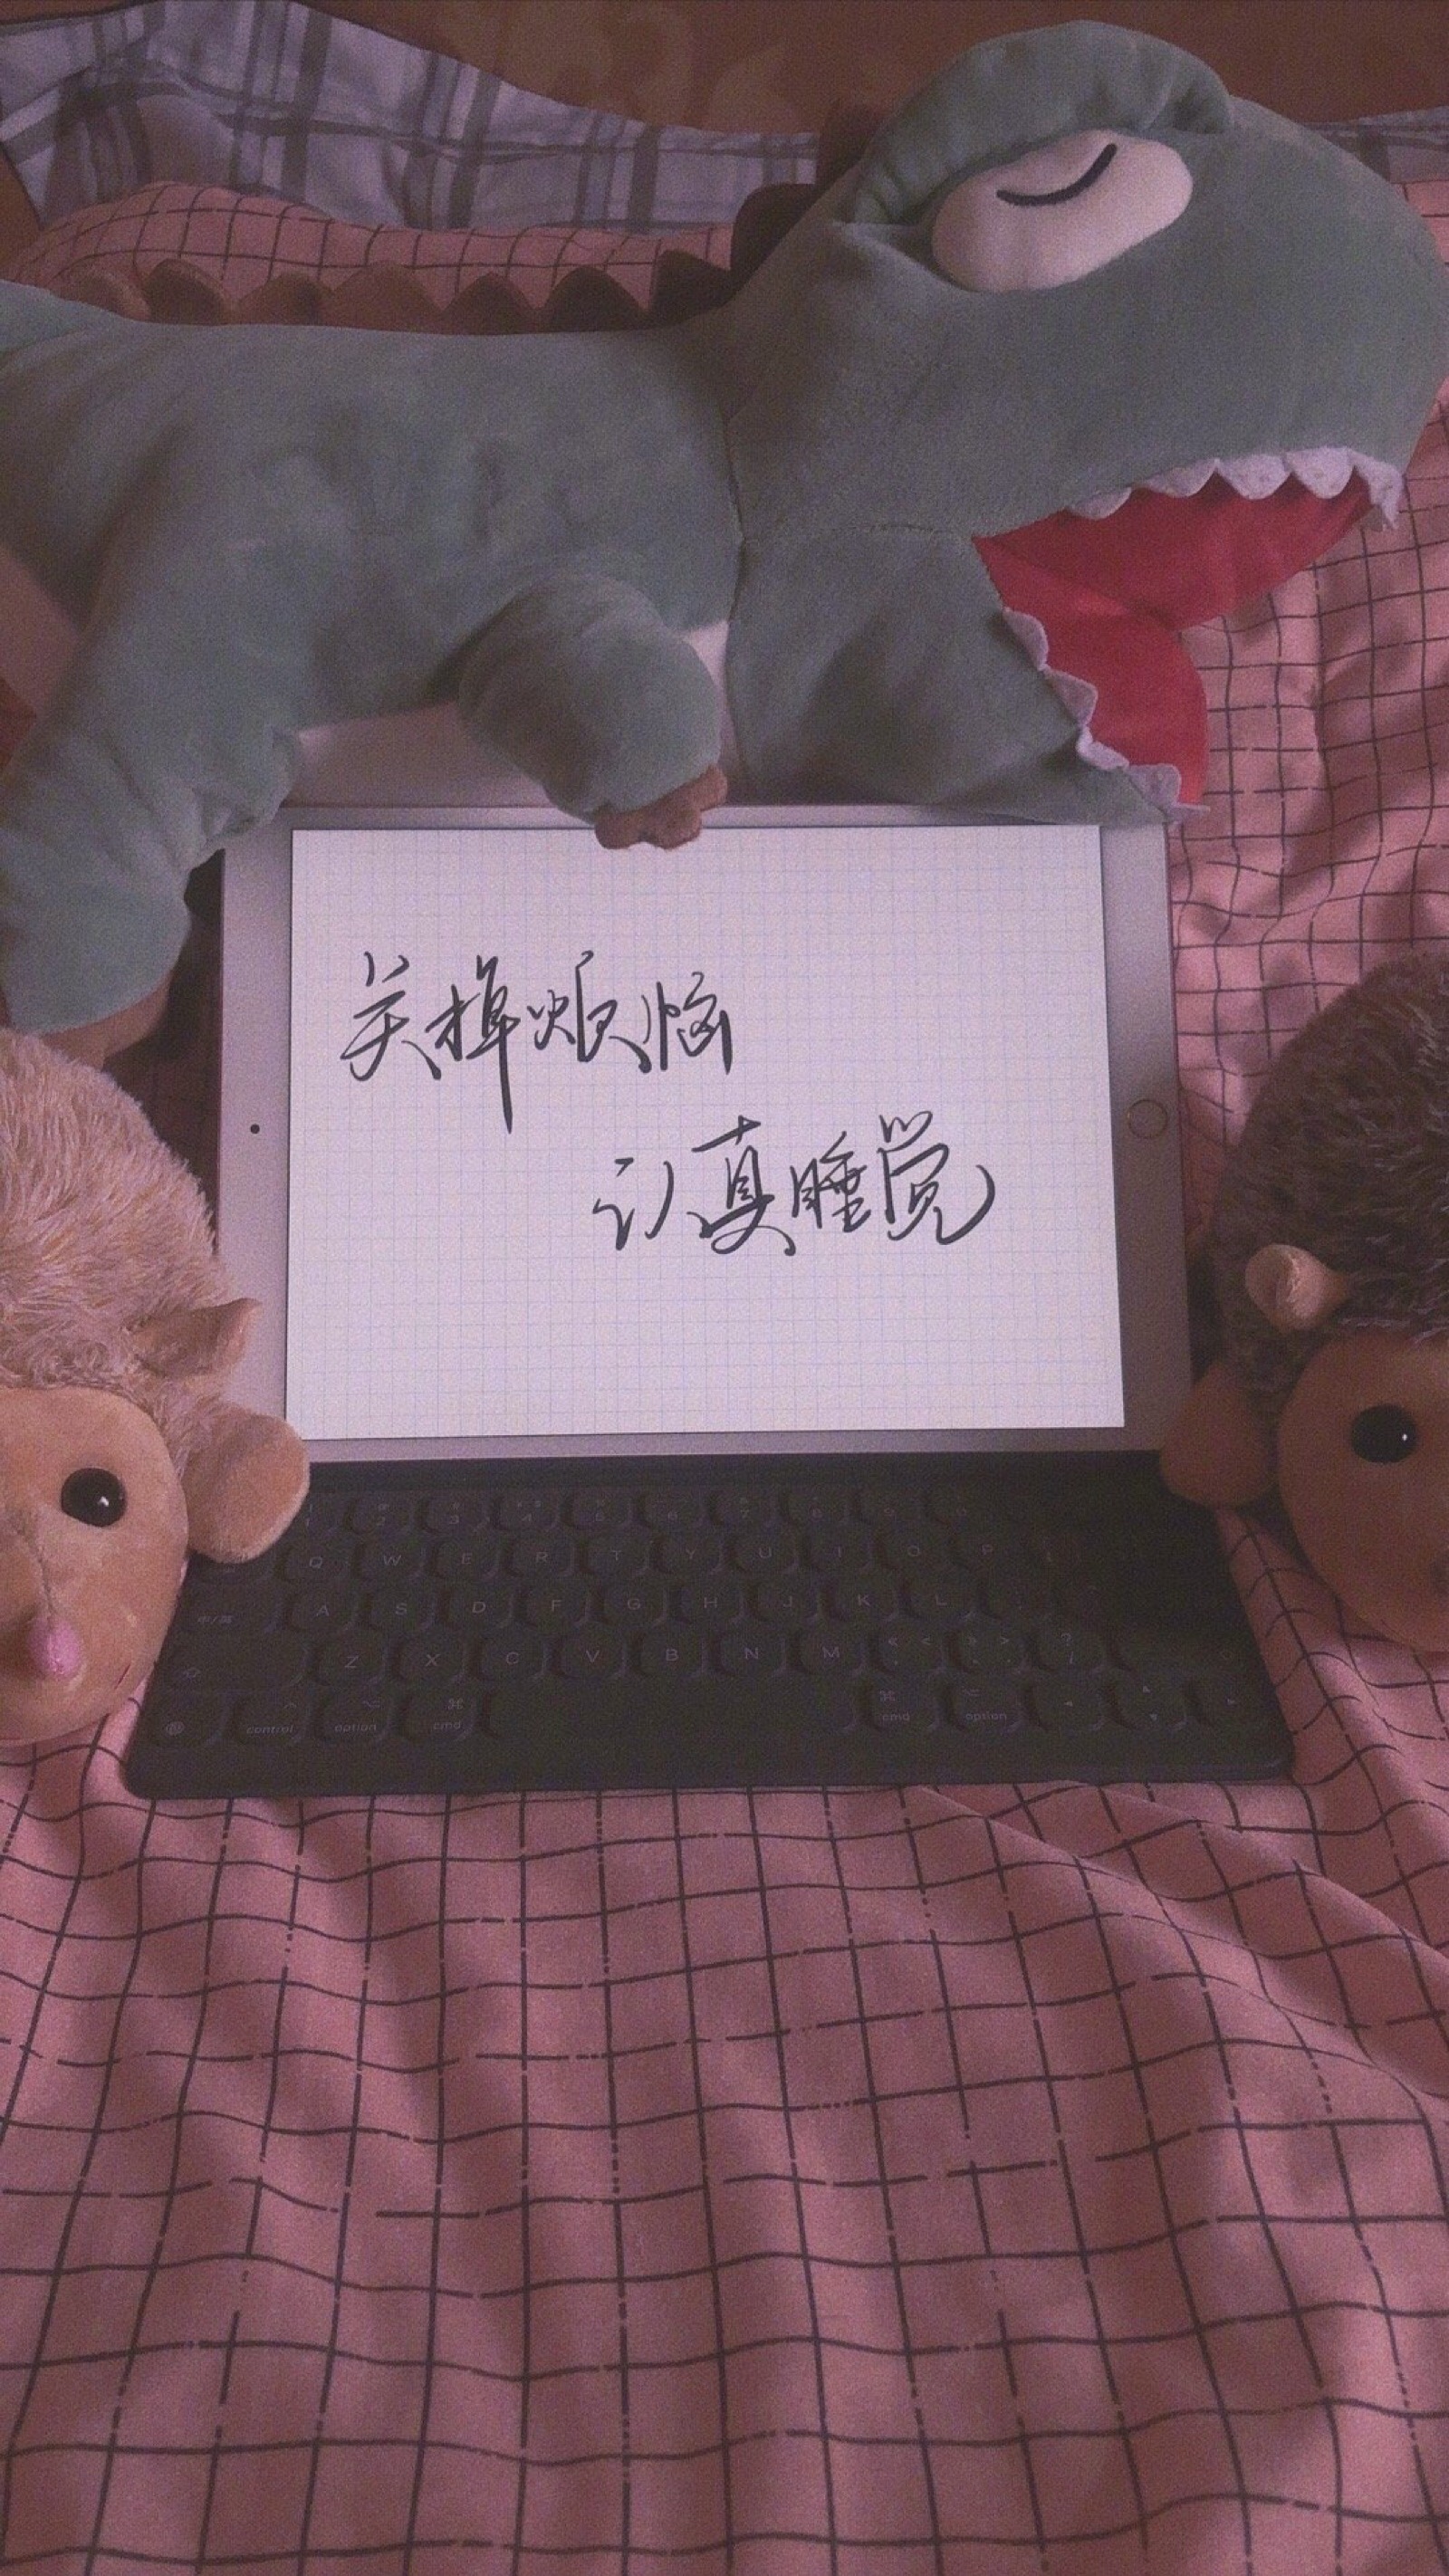 关掉烦恼
认真睡觉
Q W E R T Y U I O P
A S D F G H J K L
Z X C V B N M
control option cmd cmd option